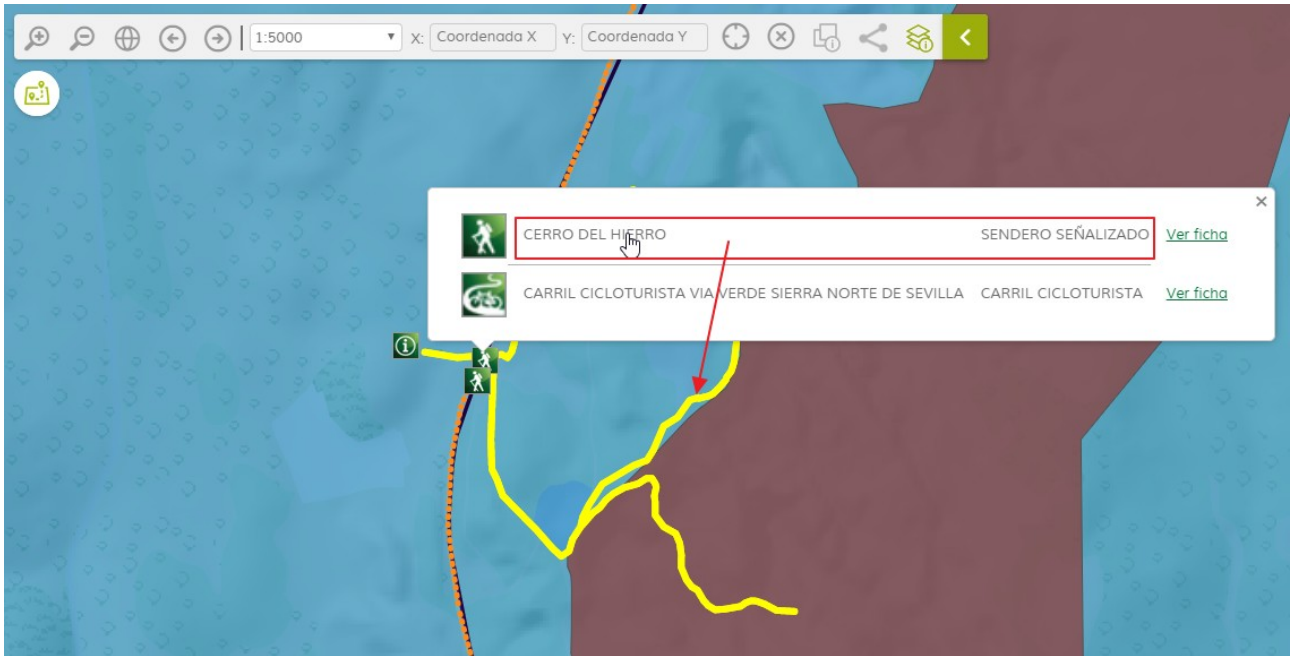 1:5000 X: Coordenada X Y: Coordenada Y
CERRO DEL HIERRO SENDERO SEÑALIZADO Ver ficha
CARRIL CICLOTURISTA VIA VERDE SIERRA NORTE DE SEVILLA CARRIL CICLOTURISTA Ver ficha